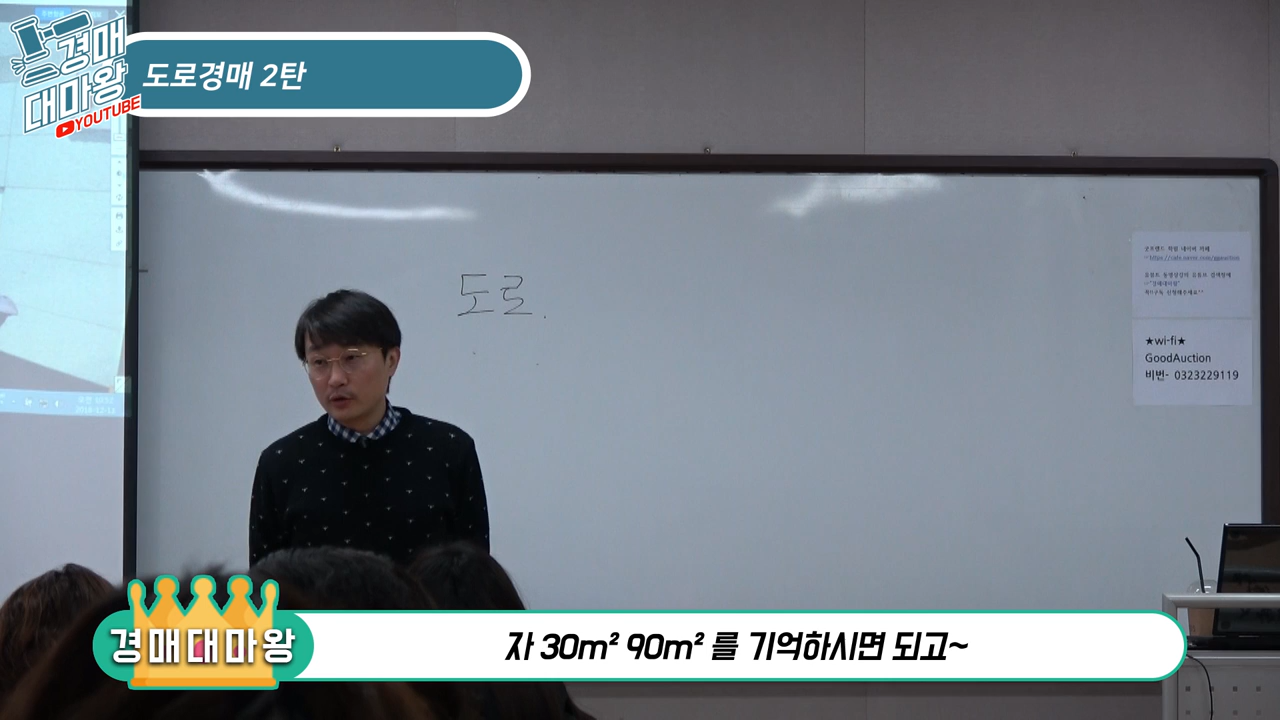 경매
대마왕
YOUTUBE
도로경매 2탄
도로.
★wi-fi★
GoodAuction
비번- 0323229119
경매대마왕
자 30m² 90m² 를 기억하시면 되고~